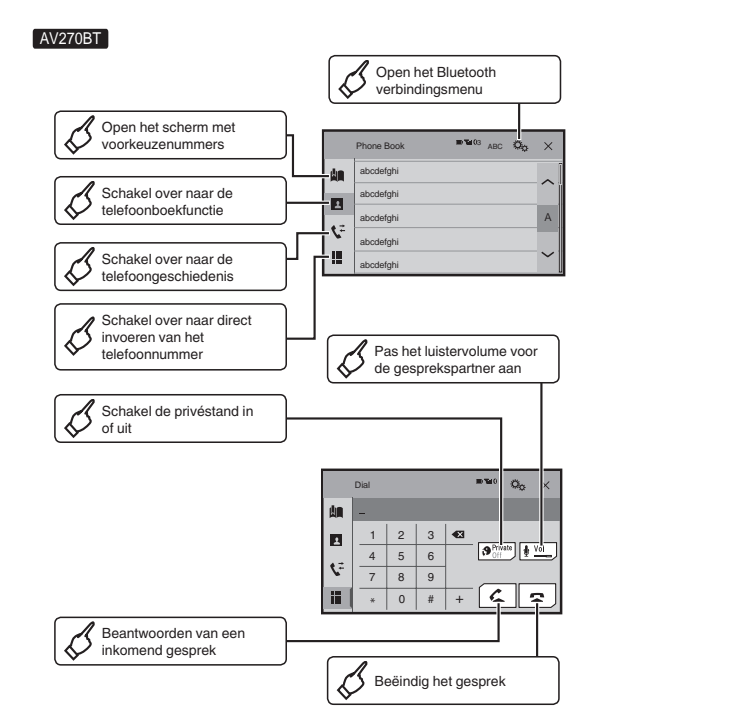 AV270BT
Open het Bluetooth
verbindingsmenu
Open het scherm met
voorkeuzenummers
Schakel over naar de
telefoonboekfunctie
Schakel over naar de
telefoongeschiedenis
Schakel over naar direct
invoeren van het
telefoonnummer
Phone Book
03 ABC
abcdefghi
abcdefghi
abcdefghi
A
abcdefghi
abcdefghi
Pas het luistervolume voor
de gesprekspartner aan
Schakel de privéstand in
of uit
Dial
0
_
1 2 3
4 5 6
7 8 9
* 0 # +
Private
Off
Vol
Beantwoorden van een
inkomend gesprek
Beëindig het gesprek